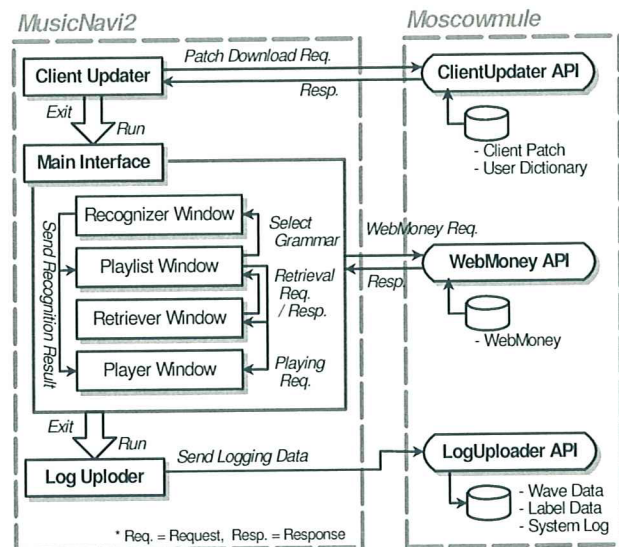 MusicNavi2
Moscowmule
Client Updater
Patch Download Req.
Resp.
ClientUpdater API
Exit
Run
- Client Patch
- User Dictionary
Main Interface
Recognizer Window
Select
Grammar
Send Recognition Result
Playlist Window
Retrieval
Req.
/ Resp.
Retriever Window
Player Window
Playing
Req.
WebMoney Req.
Resp.
WebMoney API
- WebMoney
Exit
Run
Log Uploder
Send Logging Data
LogUploader API
- Wave Data
- Label Data
- System Log
* Req. = Request, Resp. = Response